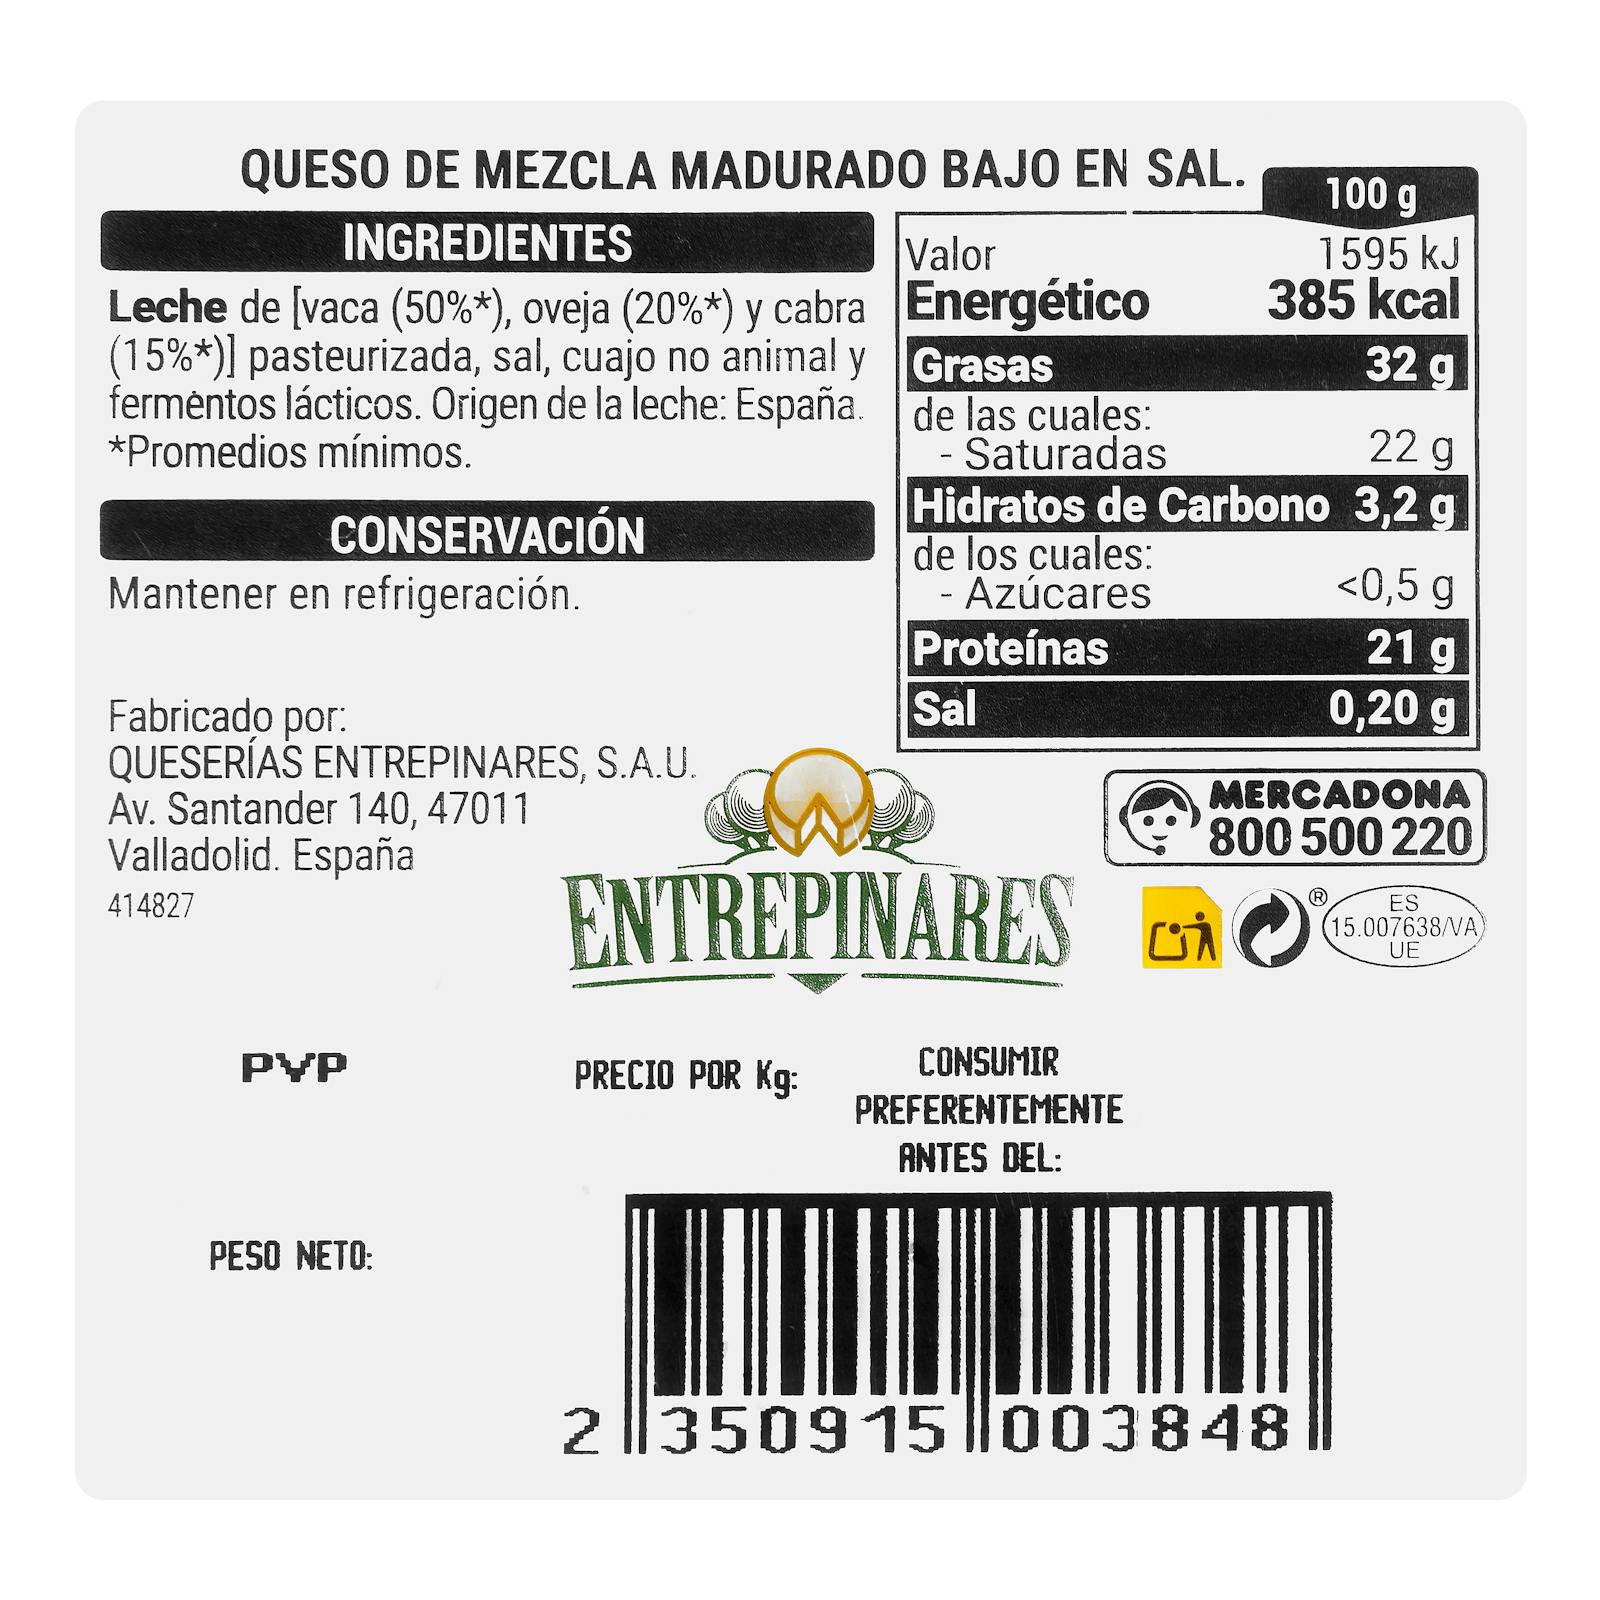 QUESO DE MEZCLA MADURADO BAJO EN SAL.
INGREDIENTES
Leche de [vaca (50%*), oveja (20%*) y cabra
(15%*)] pasteurizada, sal, cuajo no animal y
fermentos lácticos. Origen de la leche: España.
*Promedios mínimos.
CONSERVACIÓN
Mantener en refrigeración.
Fabricado por:
QUESERÍAS ENTREPINARES, S.A.U.
Av. Santander 140, 47011
Valladolid. España
414827
100 g
Valor 1595 kJ
Energético 385 kcal
Grasas 32 g
de las cuales:
- Saturadas 22 g
Hidratos de Carbono 3,2 g
de los cuales:
- Azúcares <0,5 g
Proteínas 21 g
Sal 0,20 g
MERCADONA
800 500 220
ENTREPINARES
®
ES
15.007638/VA
UE
PVP
PRECIO POR Kg:
CONSUMIR
PREFERENTEMENTE
ANTES DEL:
PESO NETO:
2 350915 003848